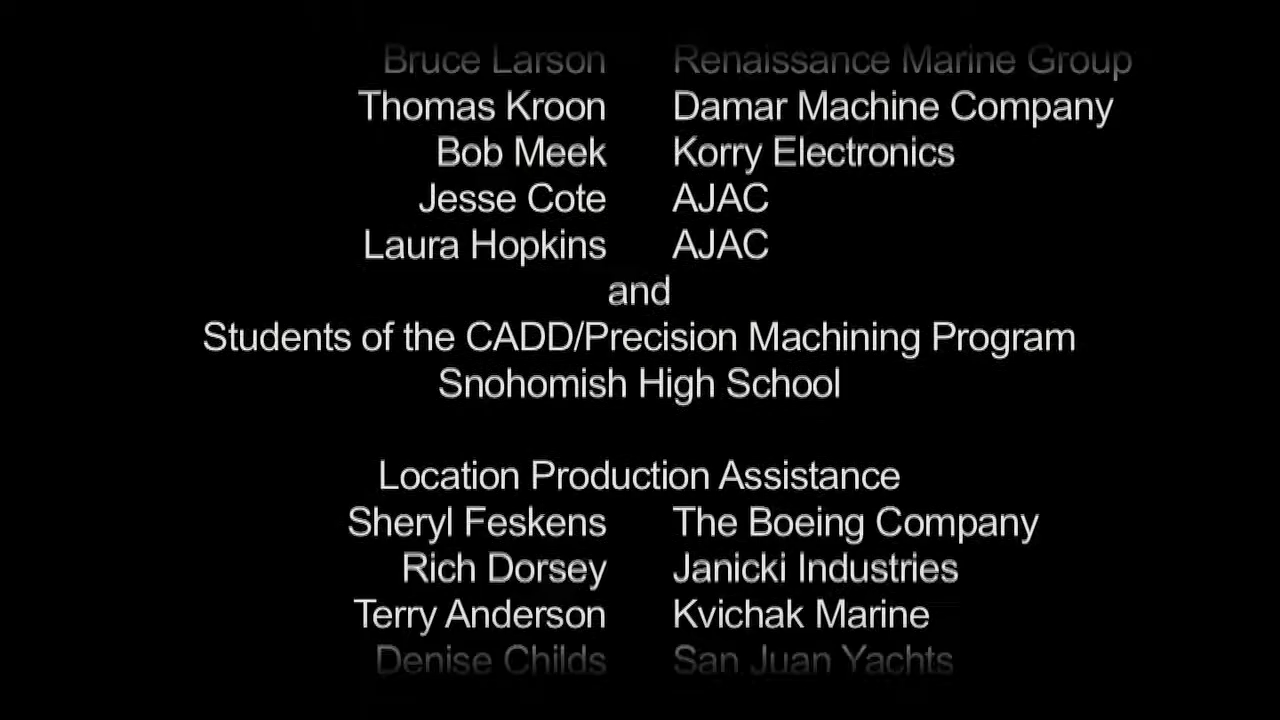 Bruce Larson Renaissance Marine Group
Thomas Kroon Damar Machine Company
Bob Meek Korry Electronics
Jesse Cote AJAC
Laura Hopkins AJAC
and
Students of the CADD/Precision Machining Program
Snohomish High School
Location Production Assistance
Sheryl Feskens The Boeing Company
Rich Dorsey Janicki Industries
Terry Anderson Kvichak Marine
Denise Childs San Juan Yachts